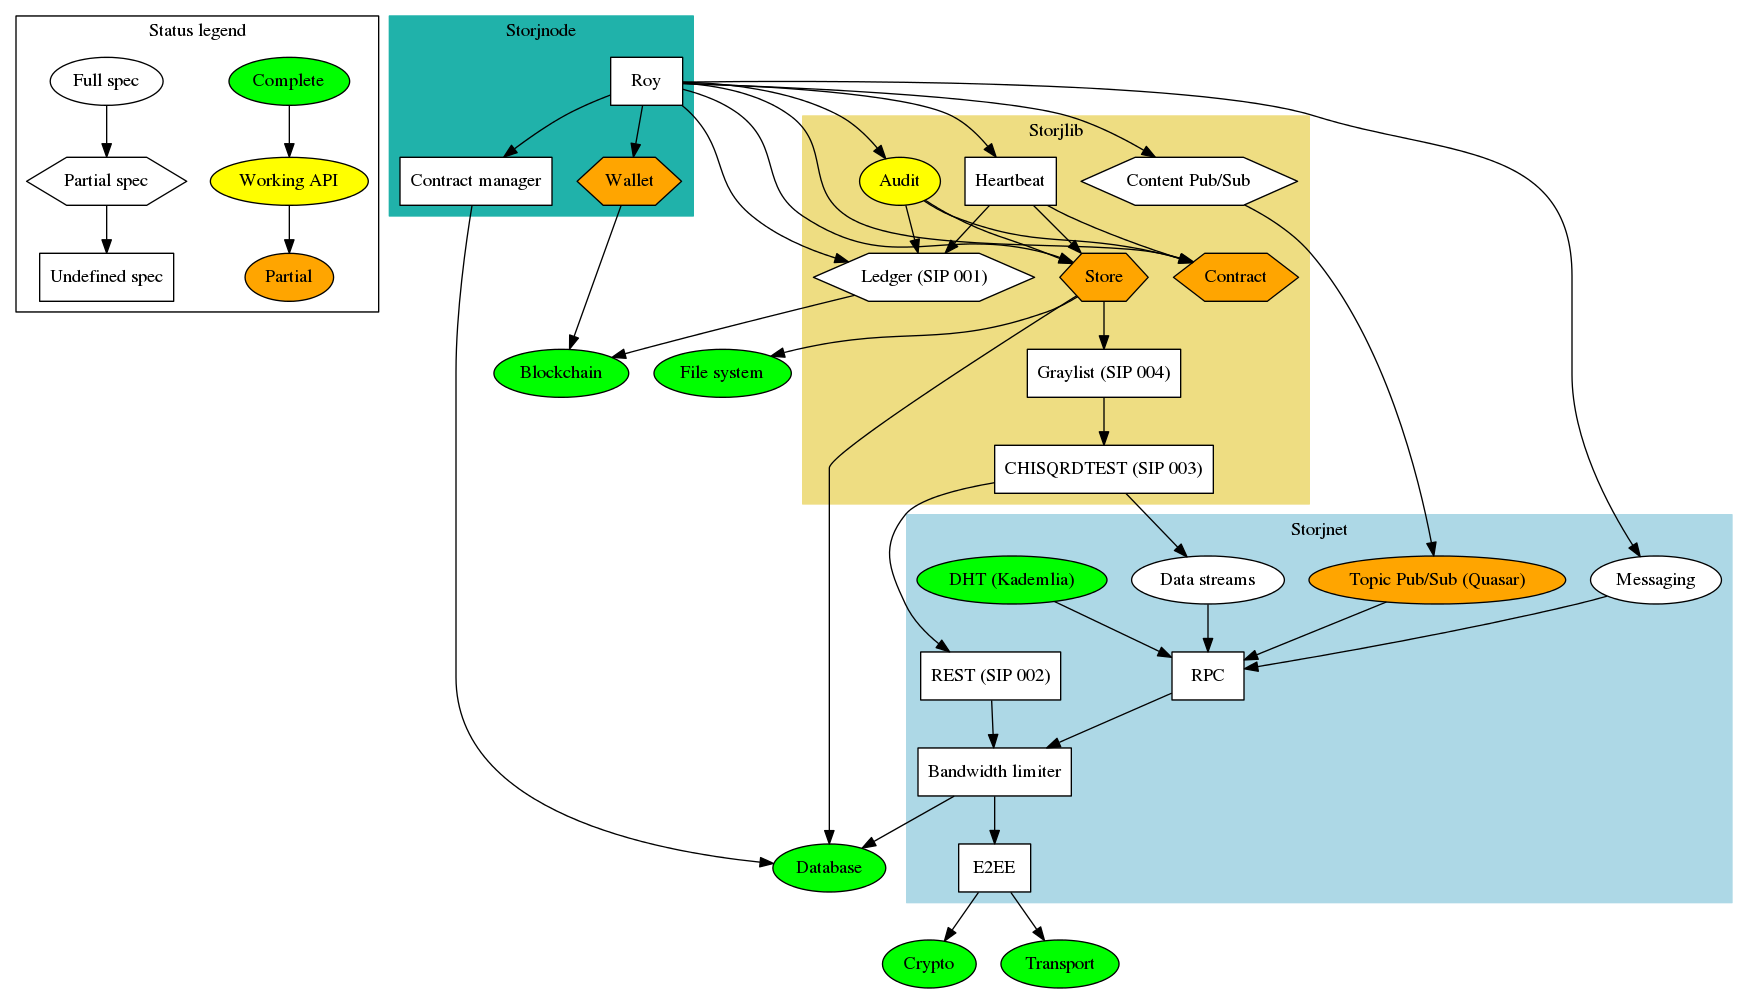 Status legend
Full spec
Complete
Partial spec
Working API
Undefined spec
Partial
Storjnode
Roy
Contract manager
Wallet
Storjlib
Audit
Heartbeat
Content Pub/Sub
Ledger (SIP 001)
Store
Contract
Blockchain
File system
Graylist (SIP 004)
CHISQRDTEST (SIP 003)
Storjnet
DHT (Kademlia)
Data streams
Topic Pub/Sub (Quasar)
Messaging
REST (SIP 002)
RPC
Bandwidth limiter
Database
E2EE
Crypto
Transport